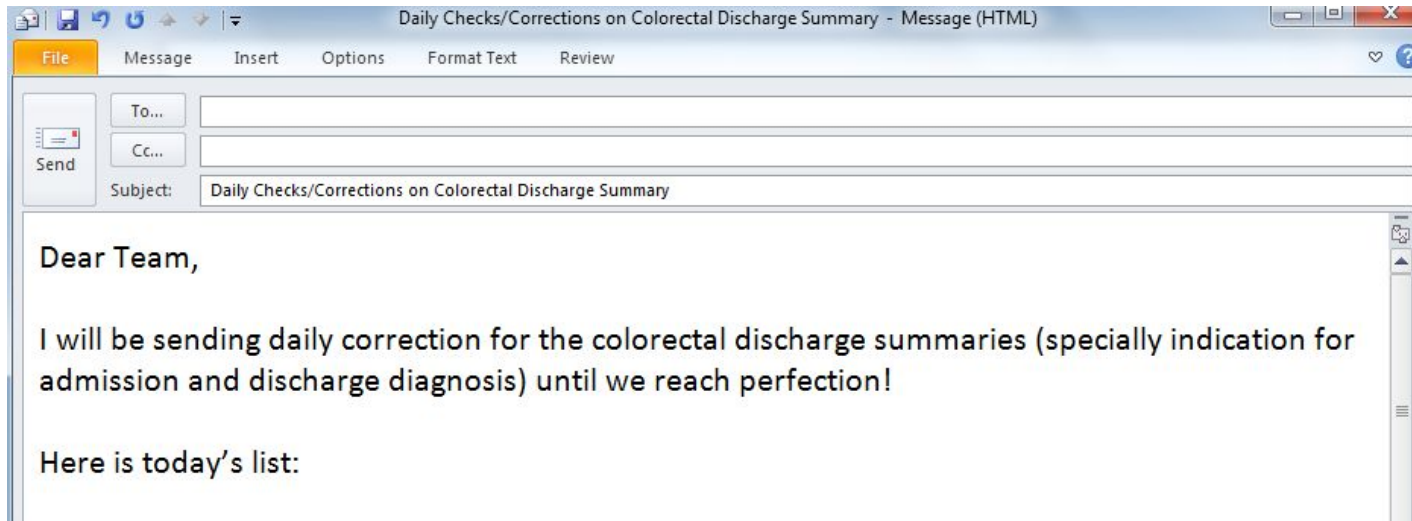 Daily Checks/Corrections on Colorectal Discharge Summary - Message (HTML)
File Message Insert Options Format Text Review
To...
Cc...
Send
Subject: Daily Checks/Corrections on Colorectal Discharge Summary
Dear Team,
I will be sending daily correction for the colorectal discharge summaries (specially indication for
admission and discharge diagnosis) until we reach perfection!
Here is today’s list: